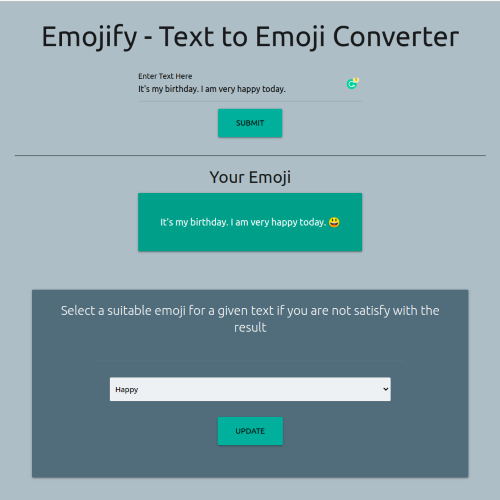 Emojify - Text to Emoji Converter
Enter Text Here
It's my birthday. I am very happy today.
SUBMIT
Your Emoji
It's my birthday. I am very happy today. 😃
Select a suitable emoji for a given text if you are not satisfy with the
result
Happy
UPDATE